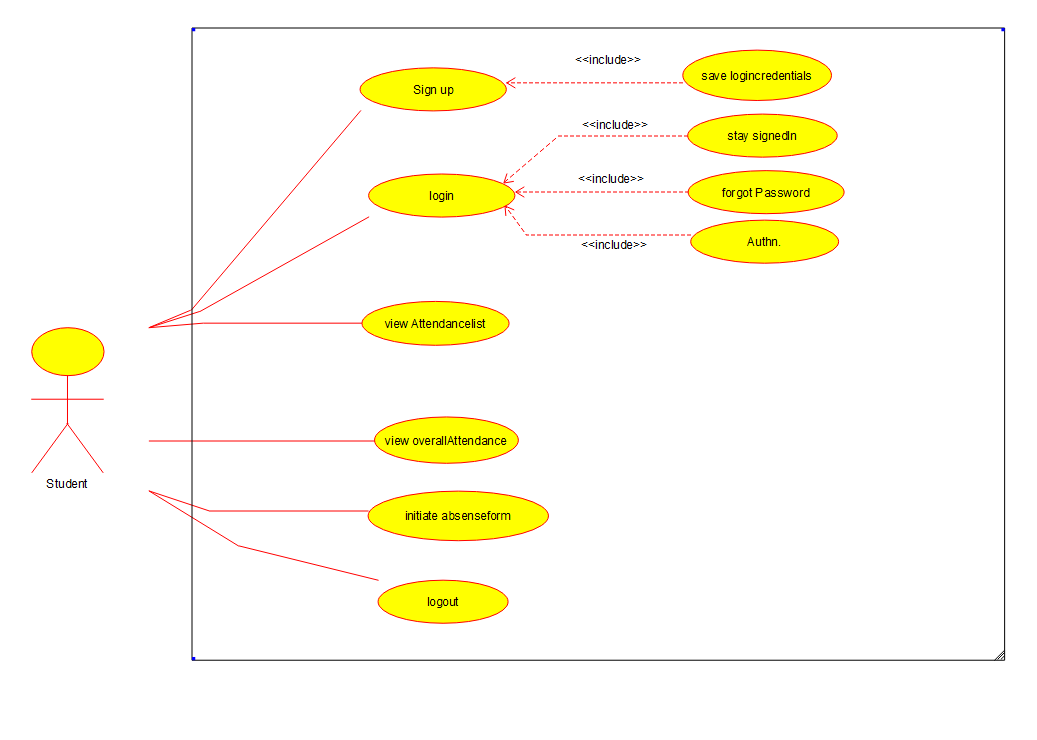 <<include>>
save logincredentials
Sign up
<<include>>
stay signedIn
<<include>>
forgot Password
login
<<include>>
Authn.
view Attendancelist
view overallAttendance
Student
initiate absenseform
logout